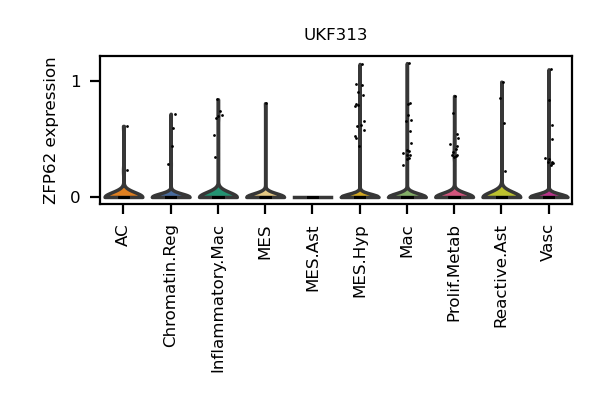 UKF313
ZFP62 expression
1
0
AC
Chromatin.Reg
Inflammatory.Mac
MES
MES.Ast
MES.Hyp
Mac
Prolif.Metab
Reactive.Ast
Vasc